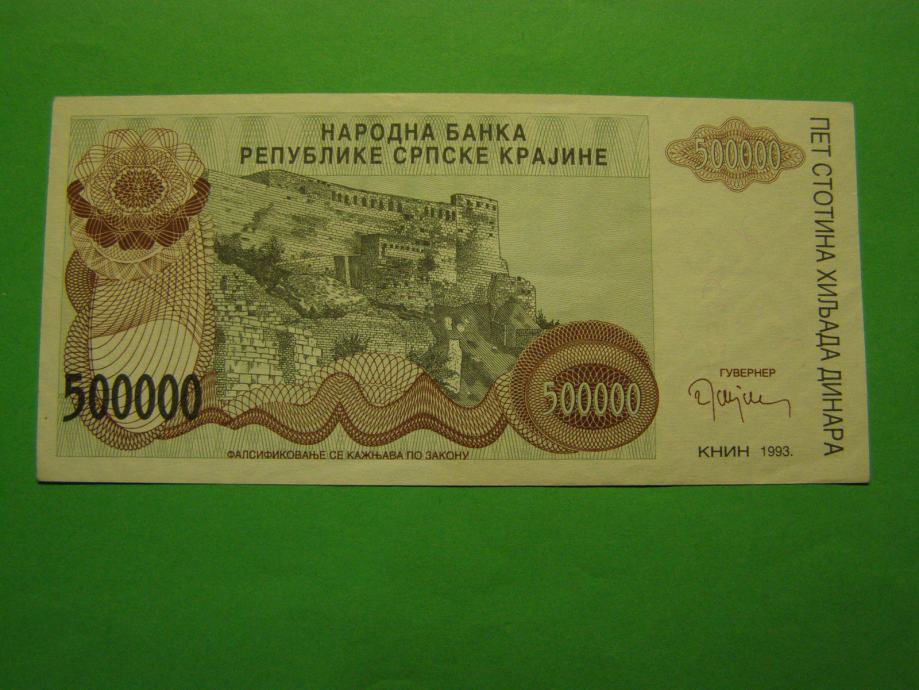 НАРОДНА БАНКА
РЕПУБЛИКЕ СРПСКЕ КРАЈИНЕ
500000
ПЕТ СТОТИНА ХИЉАДА ДИНАРА
500000
500000
ГУВЕРНЕР
КНИН 1993.
ФАЛСИФИКОВАЊЕ СЕ КАЖЊАВА ПО ЗАКОНУ